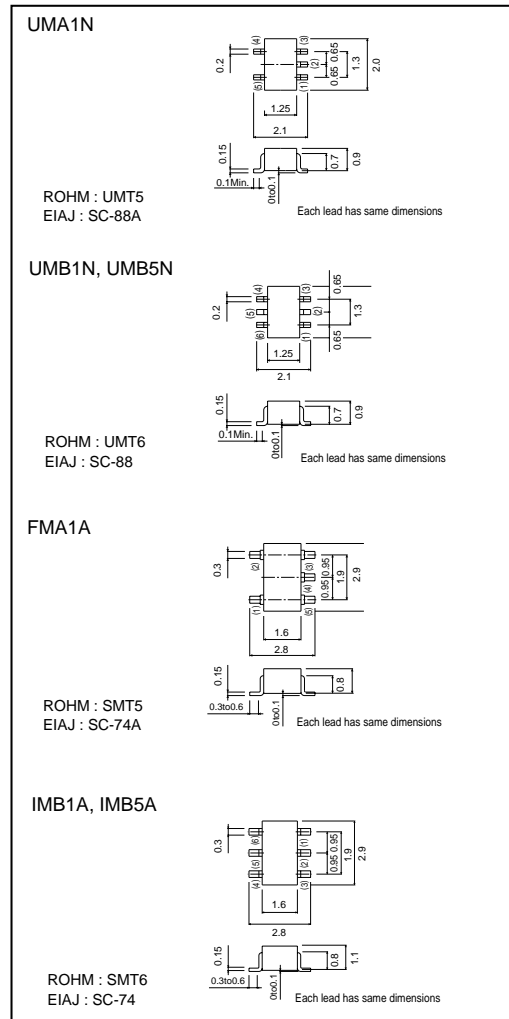 UMA1N
(4)
(3)
0.2
(2)
0.65
0.65
1.3
2.0
(5)
(1)
1.25
2.1
0.15
0.1Min.
0to0.1
0.7
0.9
ROHM : UMT5
EIAJ : SC-88A
Each lead has same dimensions
UMB1N, UMB5N
(4)
(3)
0.65
0.2
(5)
(2)
1.3
(6)
(1)
0.65
1.25
2.1
0.15
0.1Min.
0to0.1
0.7
0.9
ROHM : UMT6
EIAJ : SC-88
Each lead has same dimensions
FMA1A
0.3
(2)
(3)
(4)
0.95
0.95
1.9
2.9
(1)
(5)
1.6
2.8
0.15
0.3to0.6
0to0.1
0.8
ROHM : SMT5
EIAJ : SC-74A
Each lead has same dimensions
IMB1A, IMB5A
0.3
(6)
(1)
(5)
(2)
0.95
0.95
1.9
2.9
(4)
(3)
1.6
2.8
0.15
0.3to0.6
0to0.1
0.8
1.1
ROHM : SMT6
EIAJ : SC-74
Each lead has same dimensions